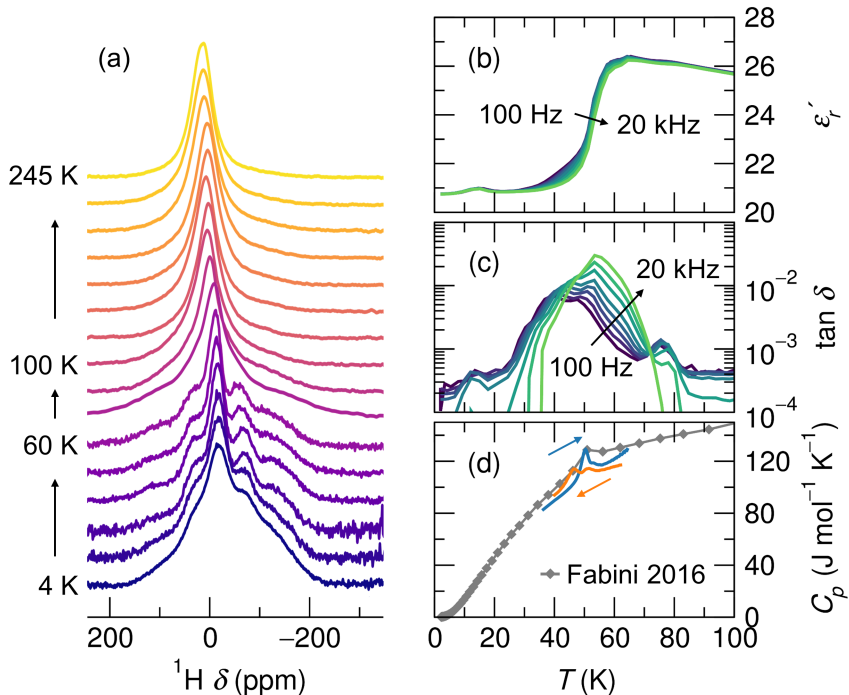 (a)
245 K
100 K
60 K
4 K
200 0 −200
¹H δ (ppm)
(b)
100 Hz
20 kHz
28
26
24
22
20
εᵣ′
(c)
20 kHz
100 Hz
10⁻²
10⁻³
10⁻⁴
tan δ
(d)
Fabini 2016
120
80
40
0
Cₚ (J mol⁻¹ K⁻¹)
0 20 40 60 80 100
T (K)